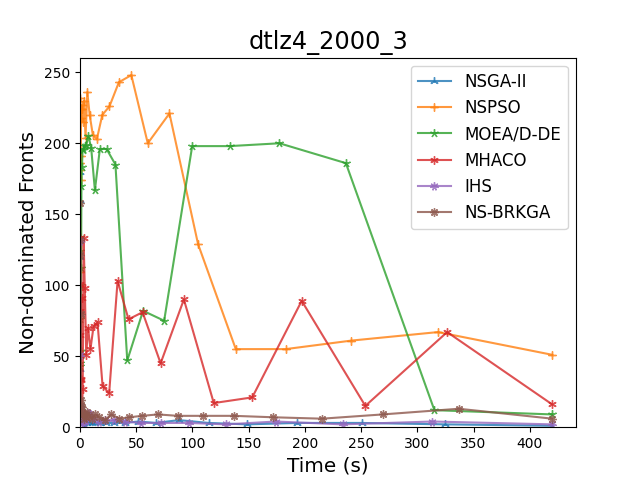 dtlz4_2000_3
Non-dominated Fronts
250
200
150
100
50
0
0 50 100 150 200 250 300 350 400
Time (s)
NSGA-II
NSPSO
MOEA/D-DE
MHACO
IHS
NS-BRKGA